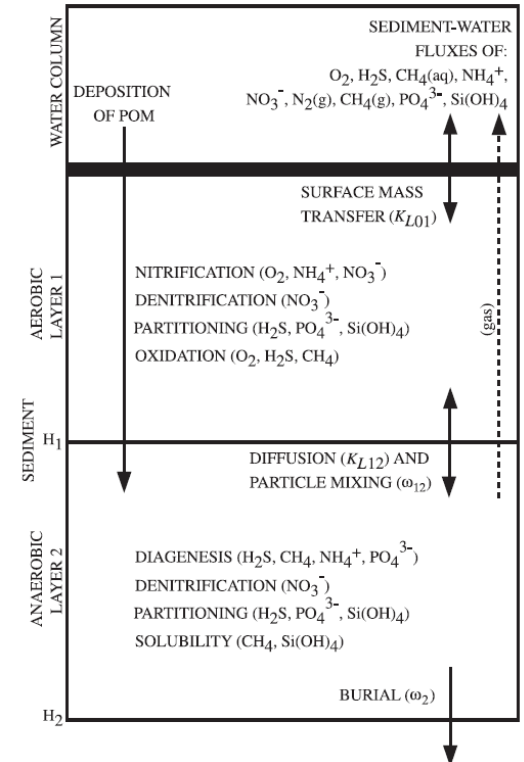 WATER COLUMN
DEPOSITION
OF POM
SEDIMENT-WATER
FLUXES OF:
O₂, H₂S, CH₄(aq), NH₄⁺,
NO₃⁻, N₂(g), CH₄(g), PO₄³⁻, Si(OH)₄
SURFACE MASS
TRANSFER (K_L01)
AEROBIC
LAYER 1
NITRIFICATION (O₂, NH₄⁺, NO₃⁻)
DENITRIFICATION (NO₃⁻)
PARTITIONING (H₂S, PO₄³⁻, Si(OH)₄)
OXIDATION (O₂, H₂S, CH₄)
(gas)
SEDIMENT
H₁
DIFFUSION (K_L12) AND
PARTICLE MIXING (ω₁₂)
ANAEROBIC
LAYER 2
DIAGENESIS (H₂S, CH₄, NH₄⁺, PO₄³⁻)
DENITRIFICATION (NO₃⁻)
PARTITIONING (H₂S, PO₄³⁻, Si(OH)₄)
SOLUBILITY (CH₄, Si(OH)₄)
BURIAL (ω₂)
H₂